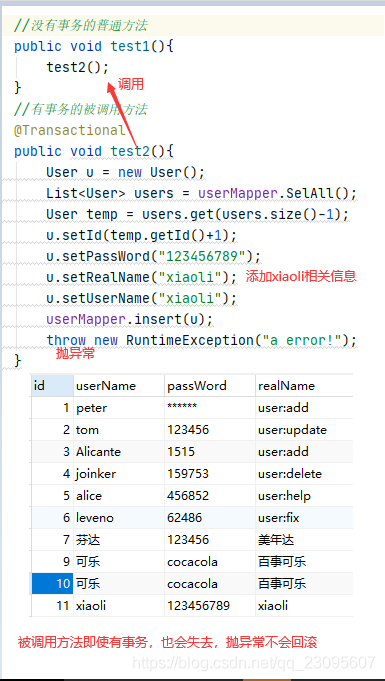 //没有事务的普通方法
public void test1(){
test2();
}
调用
//有事务的被调用方法
@Transactional
public void test2(){
User u = new User();
List<User> users = userMapper.SelAll();
User temp = users.get(users.size()-1);
u.setId(temp.getId()+1);
u.setPassWord("123456789");
u.setRealName("xiaoli"); 添加xiaoli相关信息
u.setUserName("xiaoli");
userMapper.insert(u);
throw new RuntimeException("a error!");
抛异常
}
id userName passWord realName
1 peter ****** user:add
2 tom 123456 user:update
3 Alicante 1515 user:add
4 joinker 159753 user:delete
5 alice 456852 user:help
6 leveno 62486 user:fix
7 芬达 123456 美年达
9 可乐 cocacola 百事可乐
10 可乐 cocacola 百事可乐
11 xiaoli 123456789 xiaoli
被调用方法即使有事务，也会失去，抛异常不会回滚
https://blog.csdn.net/qq_23095607